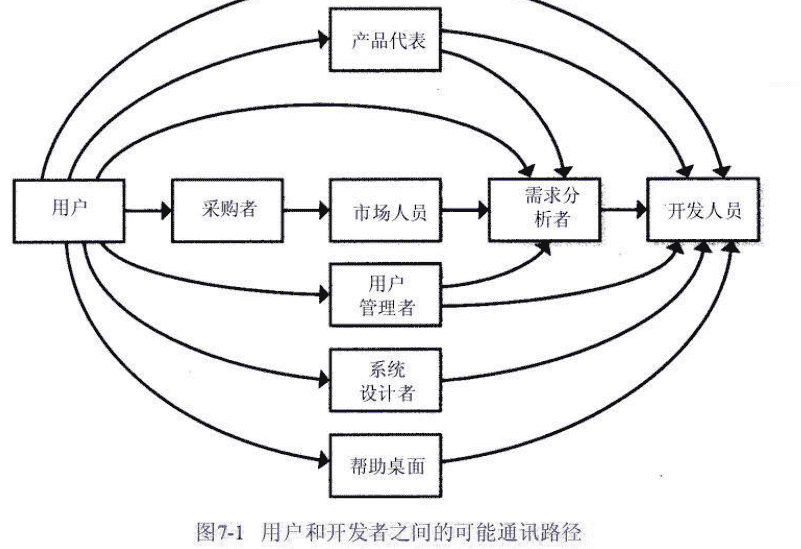 产品代表
用户
采购者
市场人员
需求分
析者
开发人员
用户
管理者
系统
设计者
帮助桌面
图7-1 用户和开发者之间的可能通讯路径